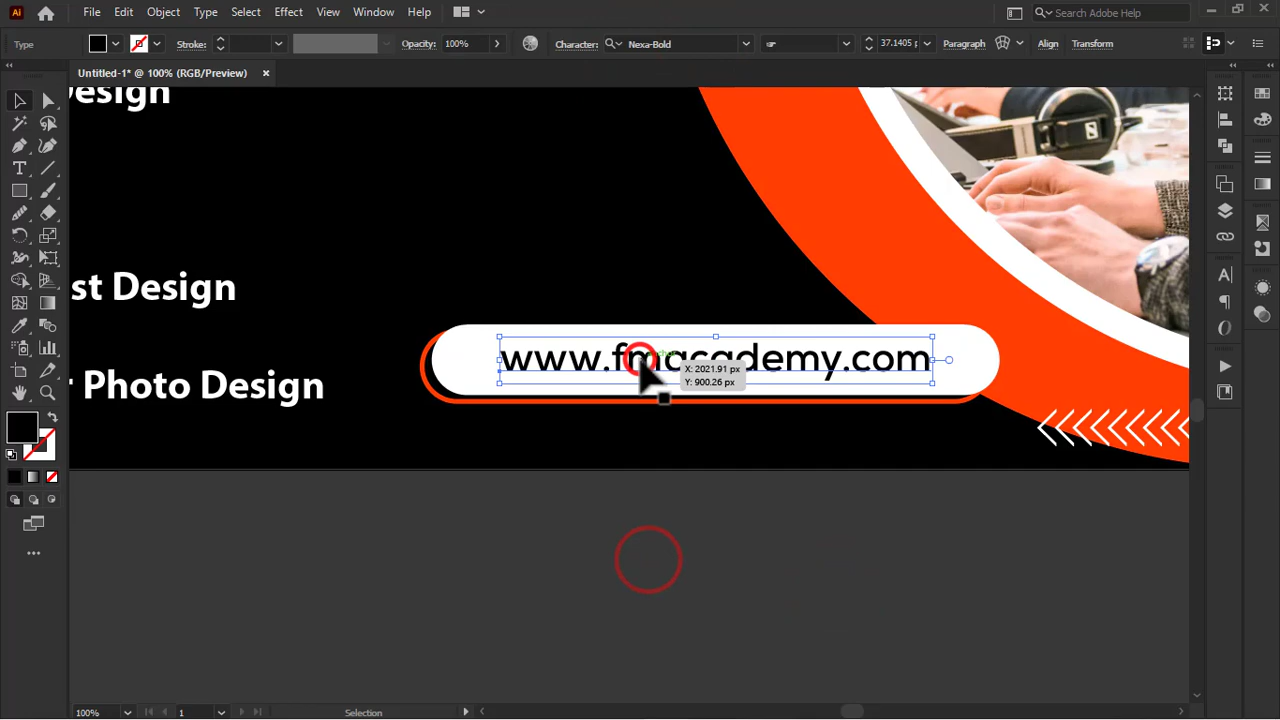 Ai File Edit Object Type Select Effect View Window Help Search Adobe Help
Type Stroke: Opacity: 100% Character: Nexa-Bold 37.1405 p Paragraph Align Transform
Untitled-1* @ 100% (RGB/Preview)
Design
st Design
www.fmacademy.com
X: 2021.91 px
Y: 900.26 px
r Photo Design
100% 1 Selection